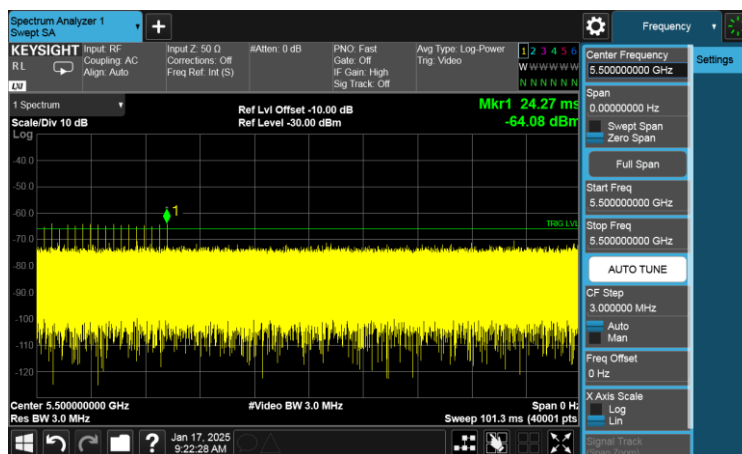 Spectrum Analyzer 1
Swept SA
Frequency
KEYSIGHT
RL
LXI
Input: RF
Coupling: AC
Align: Auto
Input Z: 50 Ω
Corrections: Off
Freq Ref: Int (S)
#Atten: 0 dB
PNO: Fast
Gate: Off
IF Gain: High
Sig Track: Off
Avg Type: Log-Power
Trig: Video
1 2 3 4 5 6
W W W W W W
N N N N N N
Center Frequency
5.500000000 GHz
Settings
Span
0.00000000 Hz
Swept Span
Zero Span
Full Span
Start Freq
5.500000000 GHz
Stop Freq
5.500000000 GHz
AUTO TUNE
CF Step
3.000000 MHz
Auto
Man
Freq Offset
0 Hz
X Axis Scale
Log
Lin
Signal Track
(Span Zoom)
1 Spectrum
Scale/Div 10 dB
Log
Ref Lvl Offset -10.00 dB
Ref Level -30.00 dBm
Mkr1 24.27 ms
-64.08 dBm
-40.0
-50.0
-60.0
1
TRIG LVL
-70.0
-80.0
-90.0
-100
-110
-120
Center 5.500000000 GHz
Res BW 3.0 MHz
#Video BW 3.0 MHz
Span 0 Hz
Sweep 101.3 ms (40001 pts
?
Jan 17, 2025
9:22:28 AM